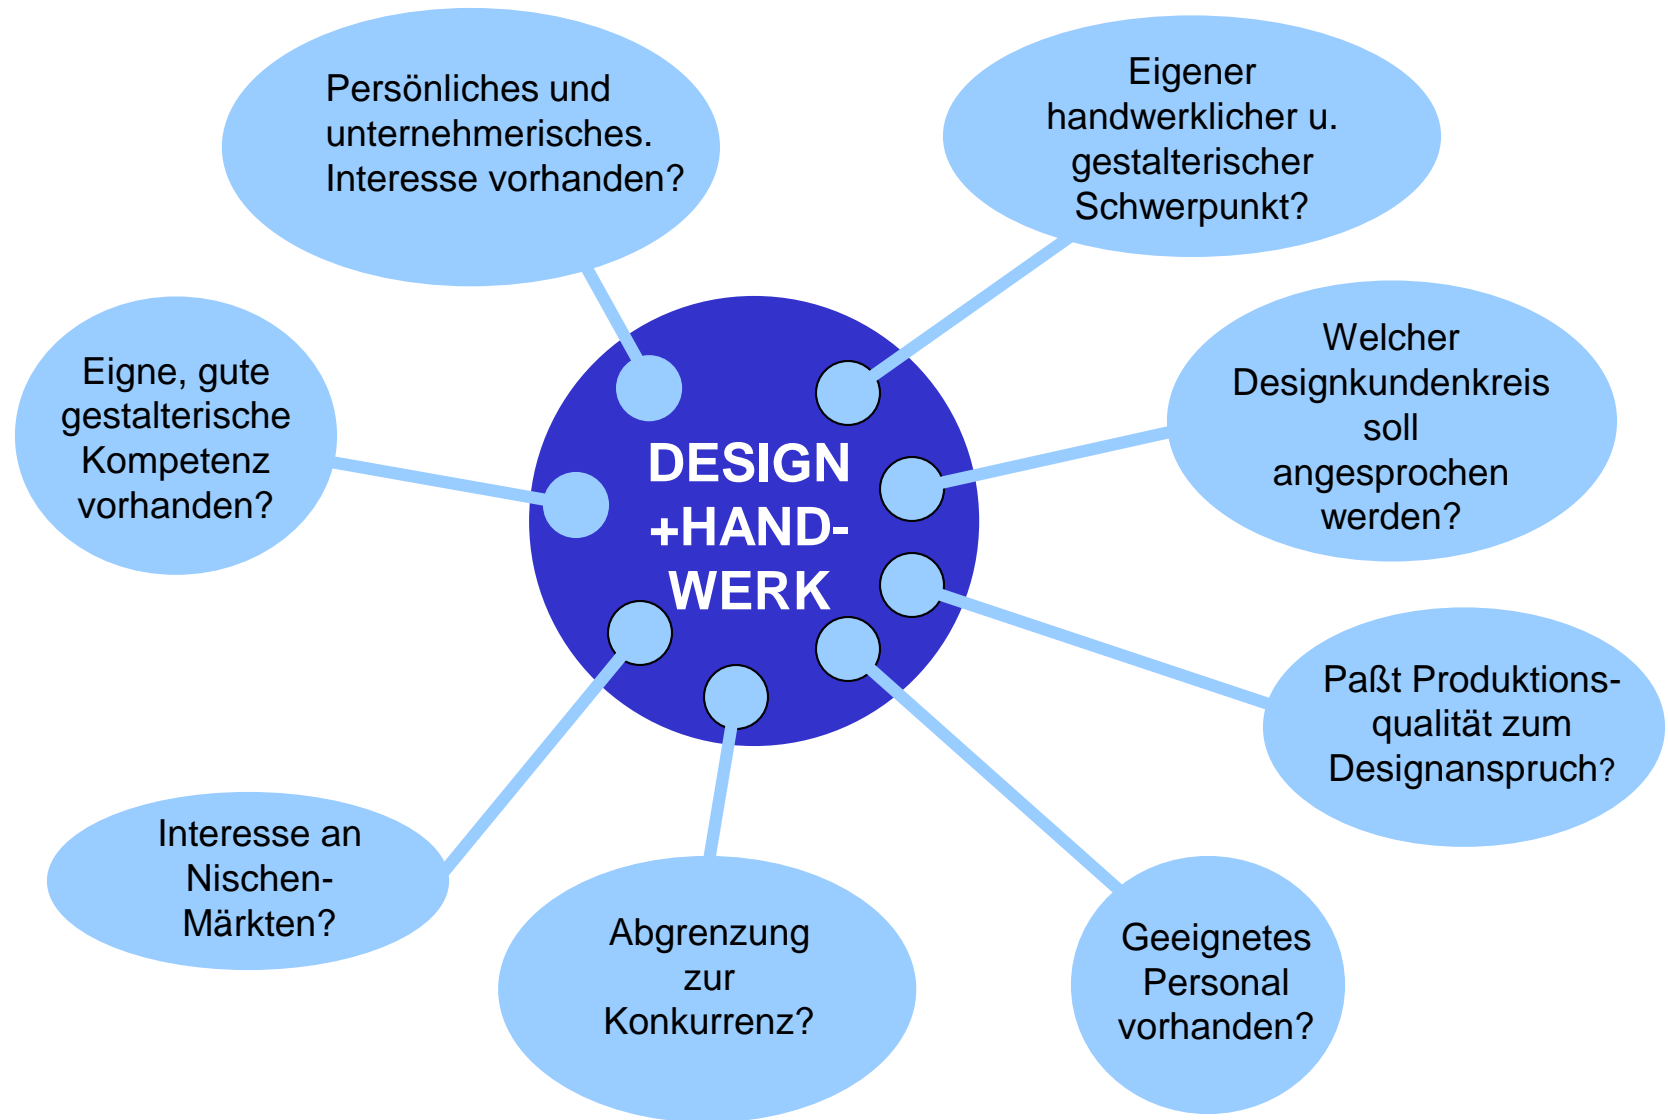 Persönliches und
unternehmerisches.
Interesse vorhanden?
Eigener
handwerklicher u.
gestalterischer
Schwerpunkt?
Eigne, gute
gestalterische
Kompetenz
vorhanden?
Welcher
Designkundenkreis
soll
angesprochen
werden?
DESIGN
+HAND-
WERK
Paßt Produktions-
qualität zum
Designanspruch?
Interesse an
Nischen-
Märkten?
Abgrenzung
zur
Konkurrenz?
Geeignetes
Personal
vorhanden?